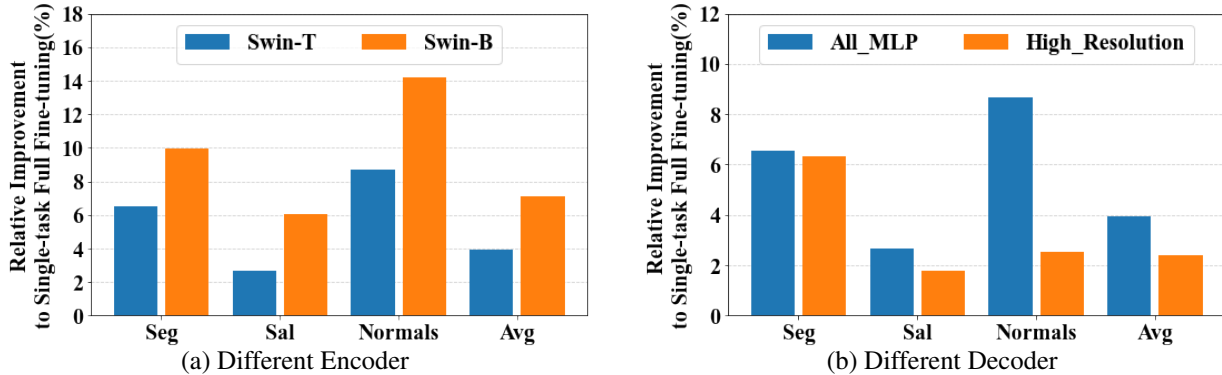 Relative Improvement
to Single-task Full Fine-tuning(%)
18
16
14
12
10
8
6
4
2
0
Swin-T Swin-B
Seg Sal Normals Avg
(a) Different Encoder
Relative Improvement
to Single-task Full Fine-tuning(%)
12
10
8
6
4
2
0
All_MLP High_Resolution
Seg Sal Normals Avg
(b) Different Decoder